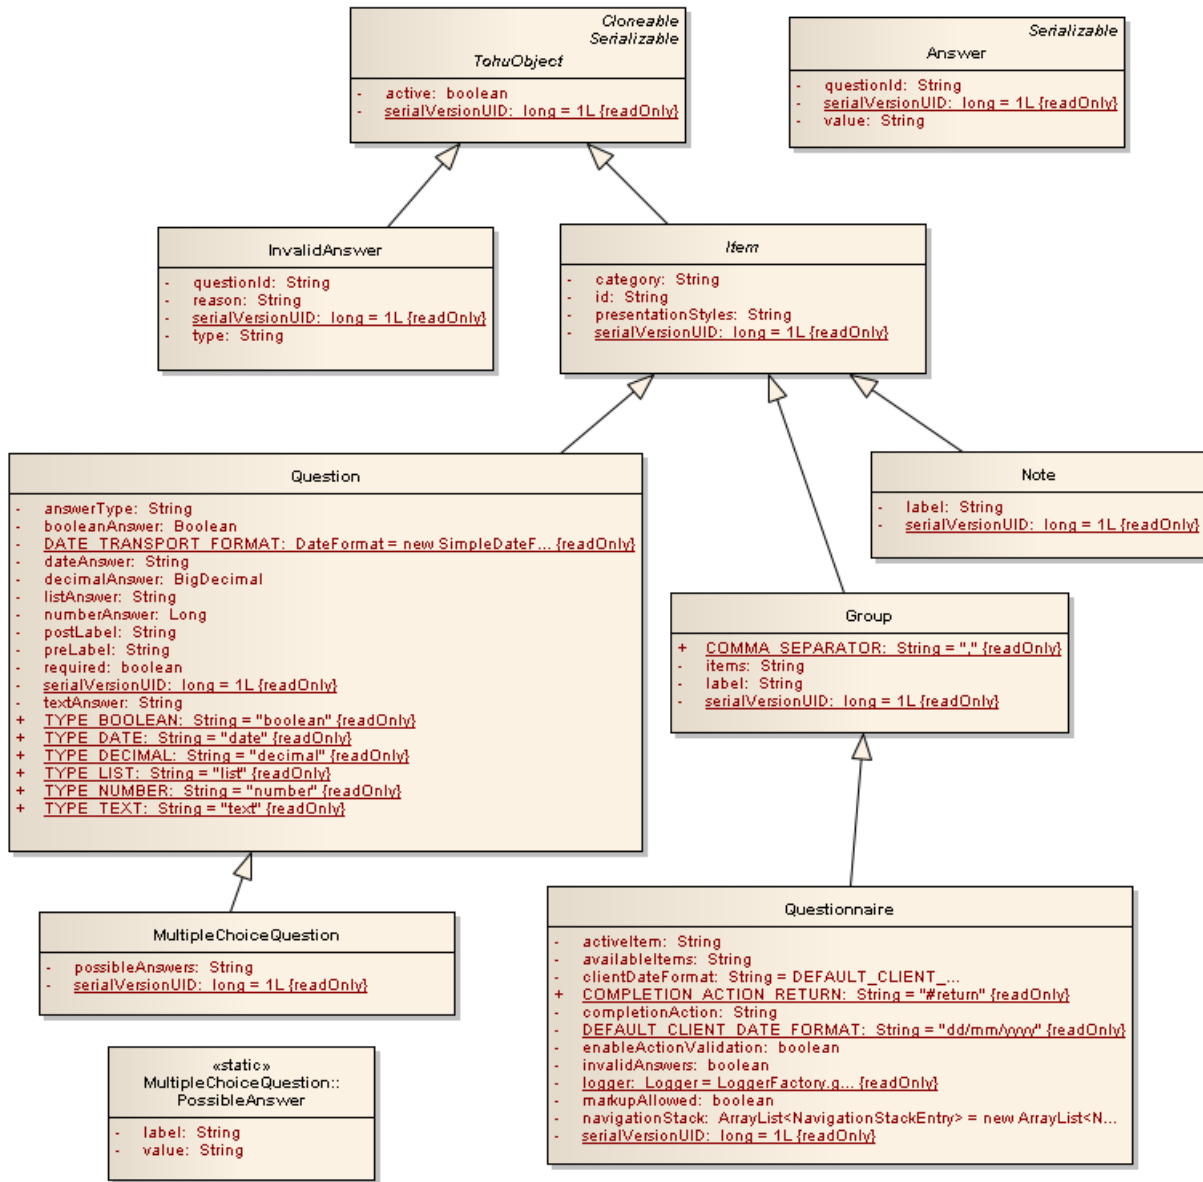 Cloneable
Serializable
TohuObject
- active: boolean
- serialVersionUID: long = 1L {readOnly}
Serializable
Answer
- questionId: String
- serialVersionUID: long = 1L {readOnly}
- value: String
InvalidAnswer
- questionId: String
- reason: String
- serialVersionUID: long = 1L {readOnly}
- type: String
Item
- category: String
- id: String
- presentationStyles: String
- serialVersionUID: long = 1L {readOnly}
Question
- answerType: String
- booleanAnswer: Boolean
- DATE_TRANSPORT_FORMAT: DateFormat = new SimpleDateF... {readOnly}
- dateAnswer: String
- decimalAnswer: BigDecimal
- listAnswer: String
- numberAnswer: Long
- postLabel: String
- preLabel: String
- required: boolean
- serialVersionUID: long = 1L {readOnly}
- textAnswer: String
+ TYPE_BOOLEAN: String = "boolean" {readOnly}
+ TYPE_DATE: String = "date" {readOnly}
+ TYPE_DECIMAL: String = "decimal" {readOnly}
+ TYPE_LIST: String = "list" {readOnly}
+ TYPE_NUMBER: String = "number" {readOnly}
+ TYPE_TEXT: String = "text" {readOnly}
Note
- label: String
- serialVersionUID: long = 1L {readOnly}
Group
+ COMMA_SEPARATOR: String = "," {readOnly}
- items: String
- label: String
- serialVersionUID: long = 1L {readOnly}
MultipleChoiceQuestion
- possibleAnswers: String
- serialVersionUID: long = 1L {readOnly}
Questionnaire
- activeItem: String
- availableItems: String
- clientDateFormat: String = DEFAULT_CLIENT_...
+ COMPLETION_ACTION_RETURN: String = "#return" {readOnly}
- completionAction: String
- DEFAULT_CLIENT_DATE_FORMAT: String = "dd/mm/yyyy" {readOnly}
- enableActionValidation: boolean
- invalidAnswers: boolean
- logger: Logger = LoggerFactory.g... {readOnly}
- markupAllowed: boolean
- navigationStack: ArrayList<NavigationStackEntry> = new ArrayList<N...
- serialVersionUID: long = 1L {readOnly}
«static»
MultipleChoiceQuestion::
PossibleAnswer
- label: String
- value: String